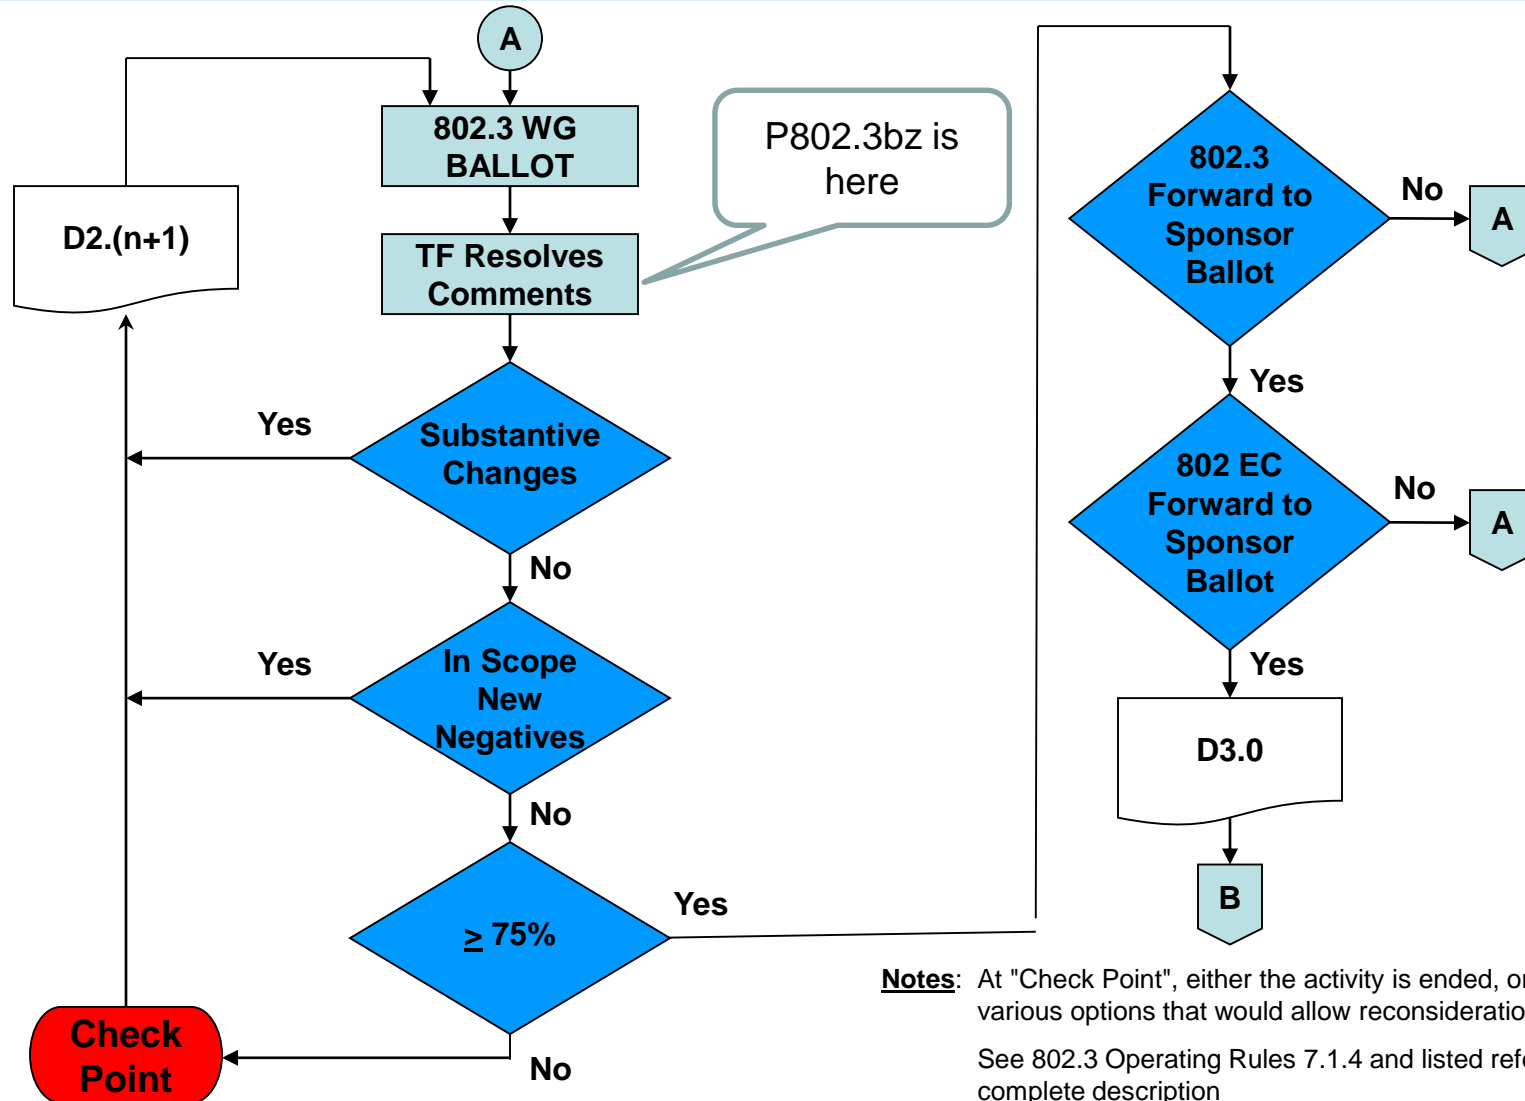 A
802.3 WG
BALLOT
P802.3bz is
here
D2.(n+1)
TF Resolves
Comments
Substantive
Changes
Yes
No
In Scope
New
Negatives
Yes
No
≥ 75%
Yes
No
Check
Point
802.3
Forward to
Sponsor
Ballot
No
A
Yes
802 EC
Forward to
Sponsor
Ballot
No
A
Yes
D3.0
B
Notes: At "Check Point", either the activity is ended, or
various options that would allow
See 802.3 Operating Rules 7.1.4 and listed
complete description